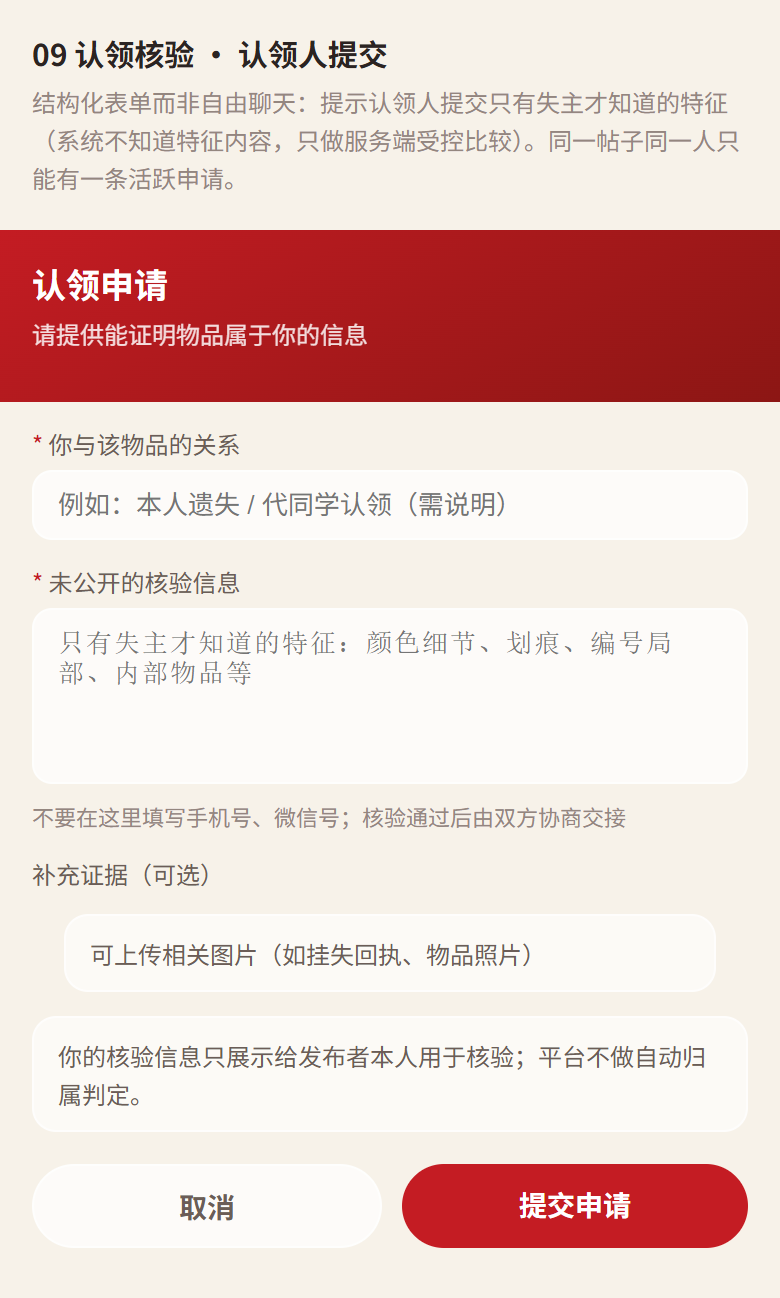 09 认领核验 · 认领人提交
结构化表单而非自由聊天：提示认领人提交只有失主才知道的特征
（系统不知道特征内容，只做服务端受控比较）。同一帖子同一人只
能有一条活跃申请。
认领申请
请提供能证明物品属于你的信息
* 你与该物品的关系
例如：本人遗失 / 代同学认领（需说明）
* 未公开的核验信息
只有失主才知道的特征：颜色细节、划痕、编号局
部、内部物品等
不要在这里填写手机号、微信号；核验通过后由双方协商交接
补充证据（可选）
可上传相关图片（如挂失回执、物品照片）
你的核验信息只展示给发布者本人用于核验；平台不做自动归
属判定。
取消
提交申请